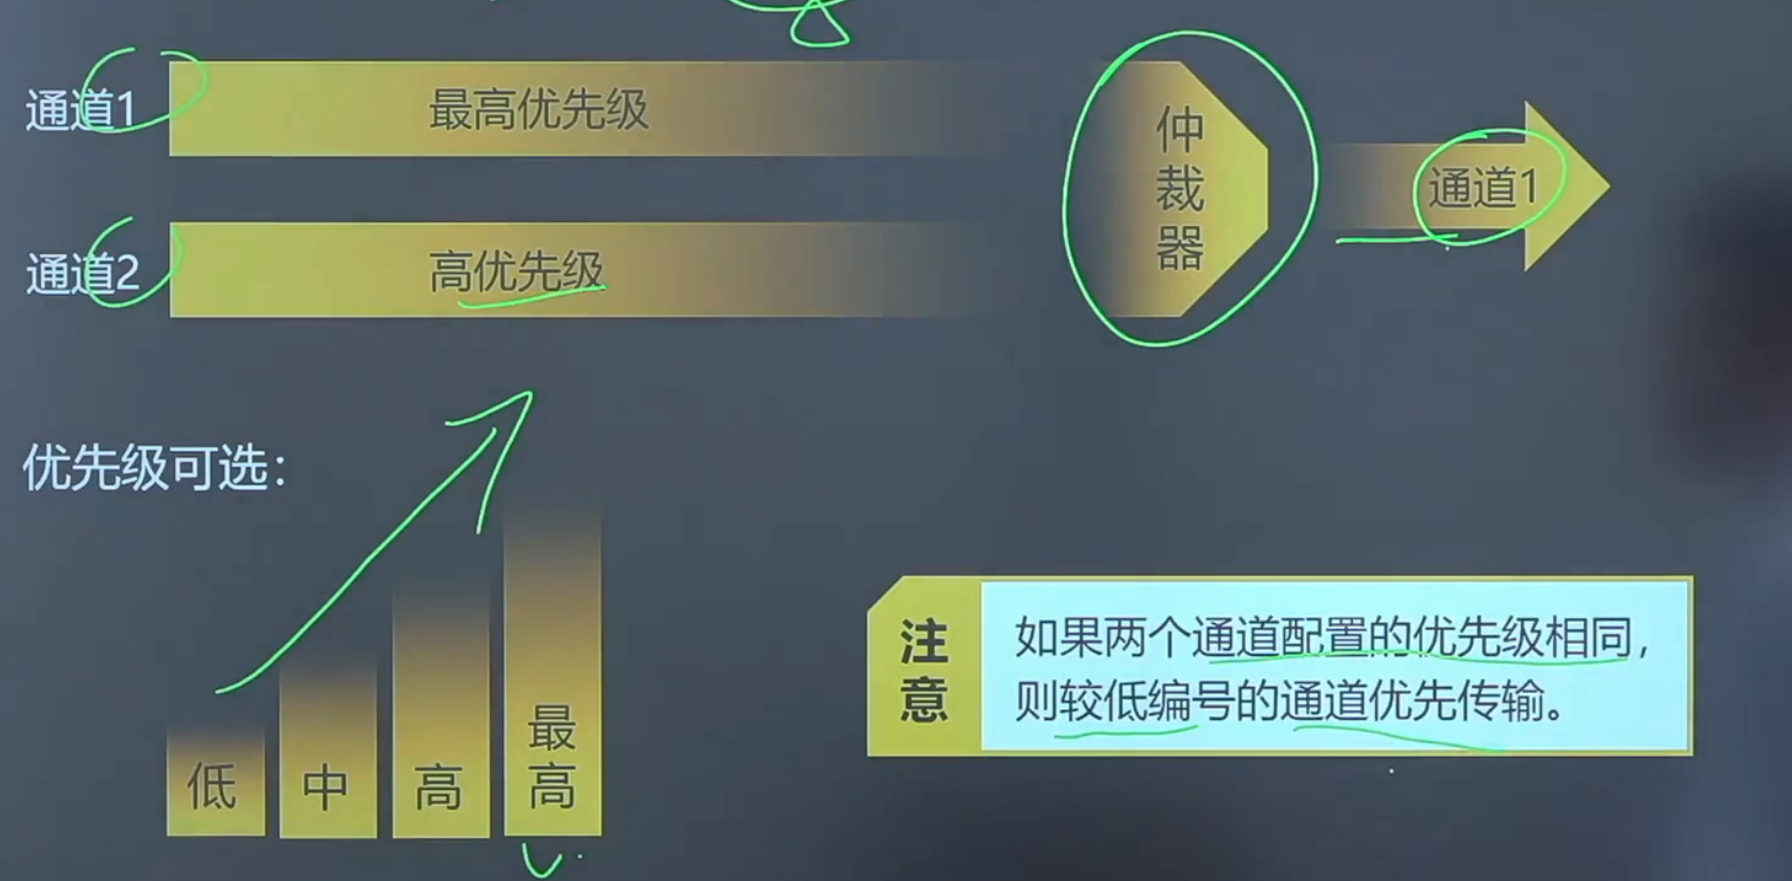 通道1
最高优先级
仲裁器
通道1
通道2
高优先级
优先级可选：
低
中
高
最高
注意
如果两个通道配置的优先级相同，
则较低编号的通道优先传输。